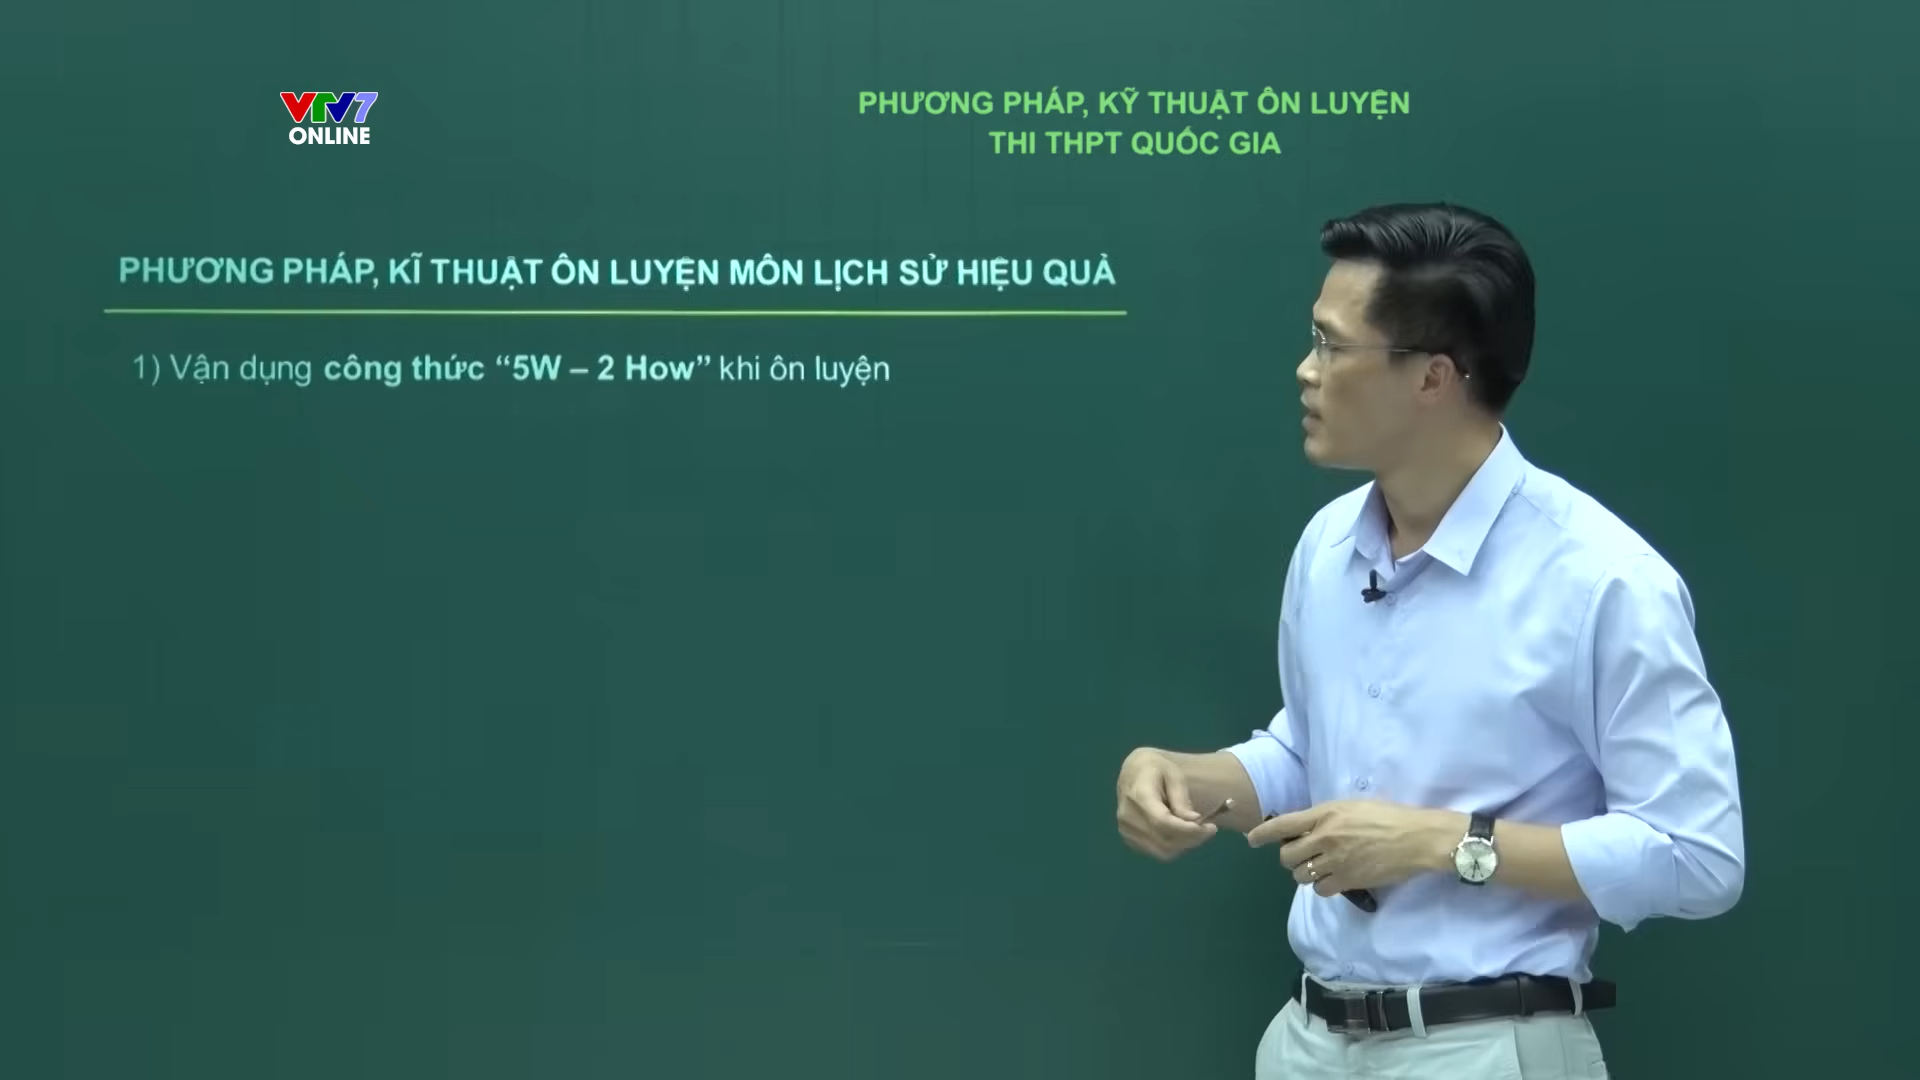 VTV7
ONLINE
PHƯƠNG PHÁP, KỸ THUẬT ÔN LUYỆN
THI THPT QUỐC GIA
PHƯƠNG PHÁP, KĨ THUẬT ÔN LUYỆN MÔN LỊCH SỬ HIỆU QUẢ
1) Vận dụng công thức “5W – 2 How” khi ôn luyện